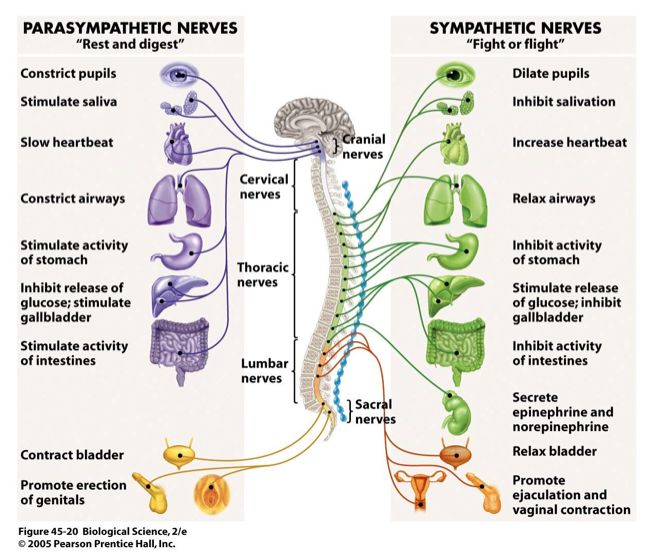 PARASYMPATHETIC NERVES
"Rest and digest"
Constrict pupils
Stimulate saliva
Slow heartbeat
Constrict airways
Stimulate activity
of stomach
Inhibit release of
glucose; stimulate
gallbladder
Stimulate activity
of intestines
Contract bladder
Promote erection
of genitals
Cranial
nerves
Cervical
nerves
Thoracic
nerves
Lumbar
nerves
Sacral
nerves
SYMPATHETIC NERVES
"Fight or flight"
Dilate pupils
Inhibit salivation
Increase heartbeat
Relax airways
Inhibit activity
of stomach
Stimulate release
of glucose; inhibit
gallbladder
Inhibit activity
of intestines
Secrete
epinephrine and
norepinephrine
Relax bladder
Promote
ejaculation and
vaginal contraction
Figure 45-20 Biological Science, 2/e
© 2005 Pearson Prentice Hall, Inc.